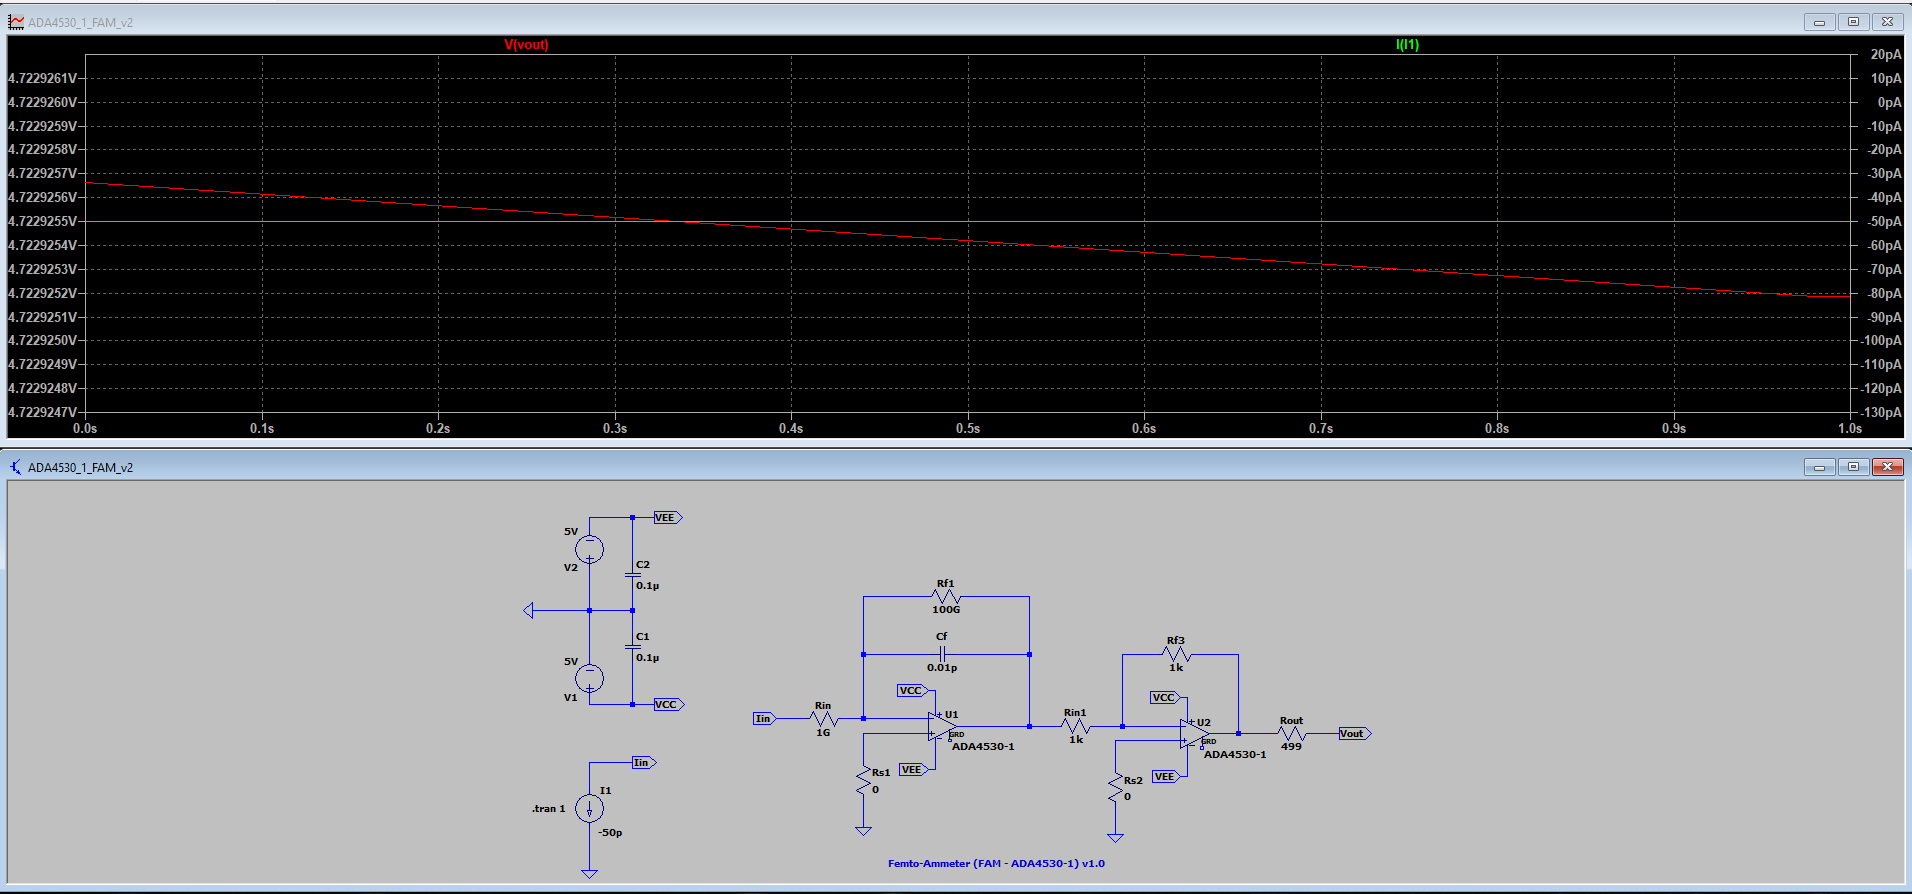 ADA4530_1_FAM_v2
V(vout)
I(I1)
4.7229261V
4.7229260V
4.7229259V
4.7229258V
4.7229257V
4.7229256V
4.7229255V
4.7229254V
4.7229253V
4.7229252V
4.7229251V
4.7229250V
4.7229249V
4.7229248V
4.7229247V
20pA
10pA
0pA
-10pA
-20pA
-30pA
-40pA
-50pA
-60pA
-70pA
-80pA
-90pA
-100pA
-110pA
-120pA
-130pA
0.0s
0.1s
0.2s
0.3s
0.4s
0.5s
0.6s
0.7s
0.8s
0.9s
1.0s
ADA4530_1_FAM_v2
VEE
5V
V2
C2
0.1µ
C1
0.1µ
5V
V1
VCC
Iin
I1
.tran 1
-50p
Rf1
100G
Cf
0.01p
VCC
Iin
Rin
1G
U1
GRD
ADA4530-1
VEE
Rs1
0
Rin1
1k
Rf3
1k
VCC
U2
GRD
ADA4530-1
VEE
Rs2
0
Rout
499
Vout
Femto-Ammeter (FAM - ADA4530-1) v1.0